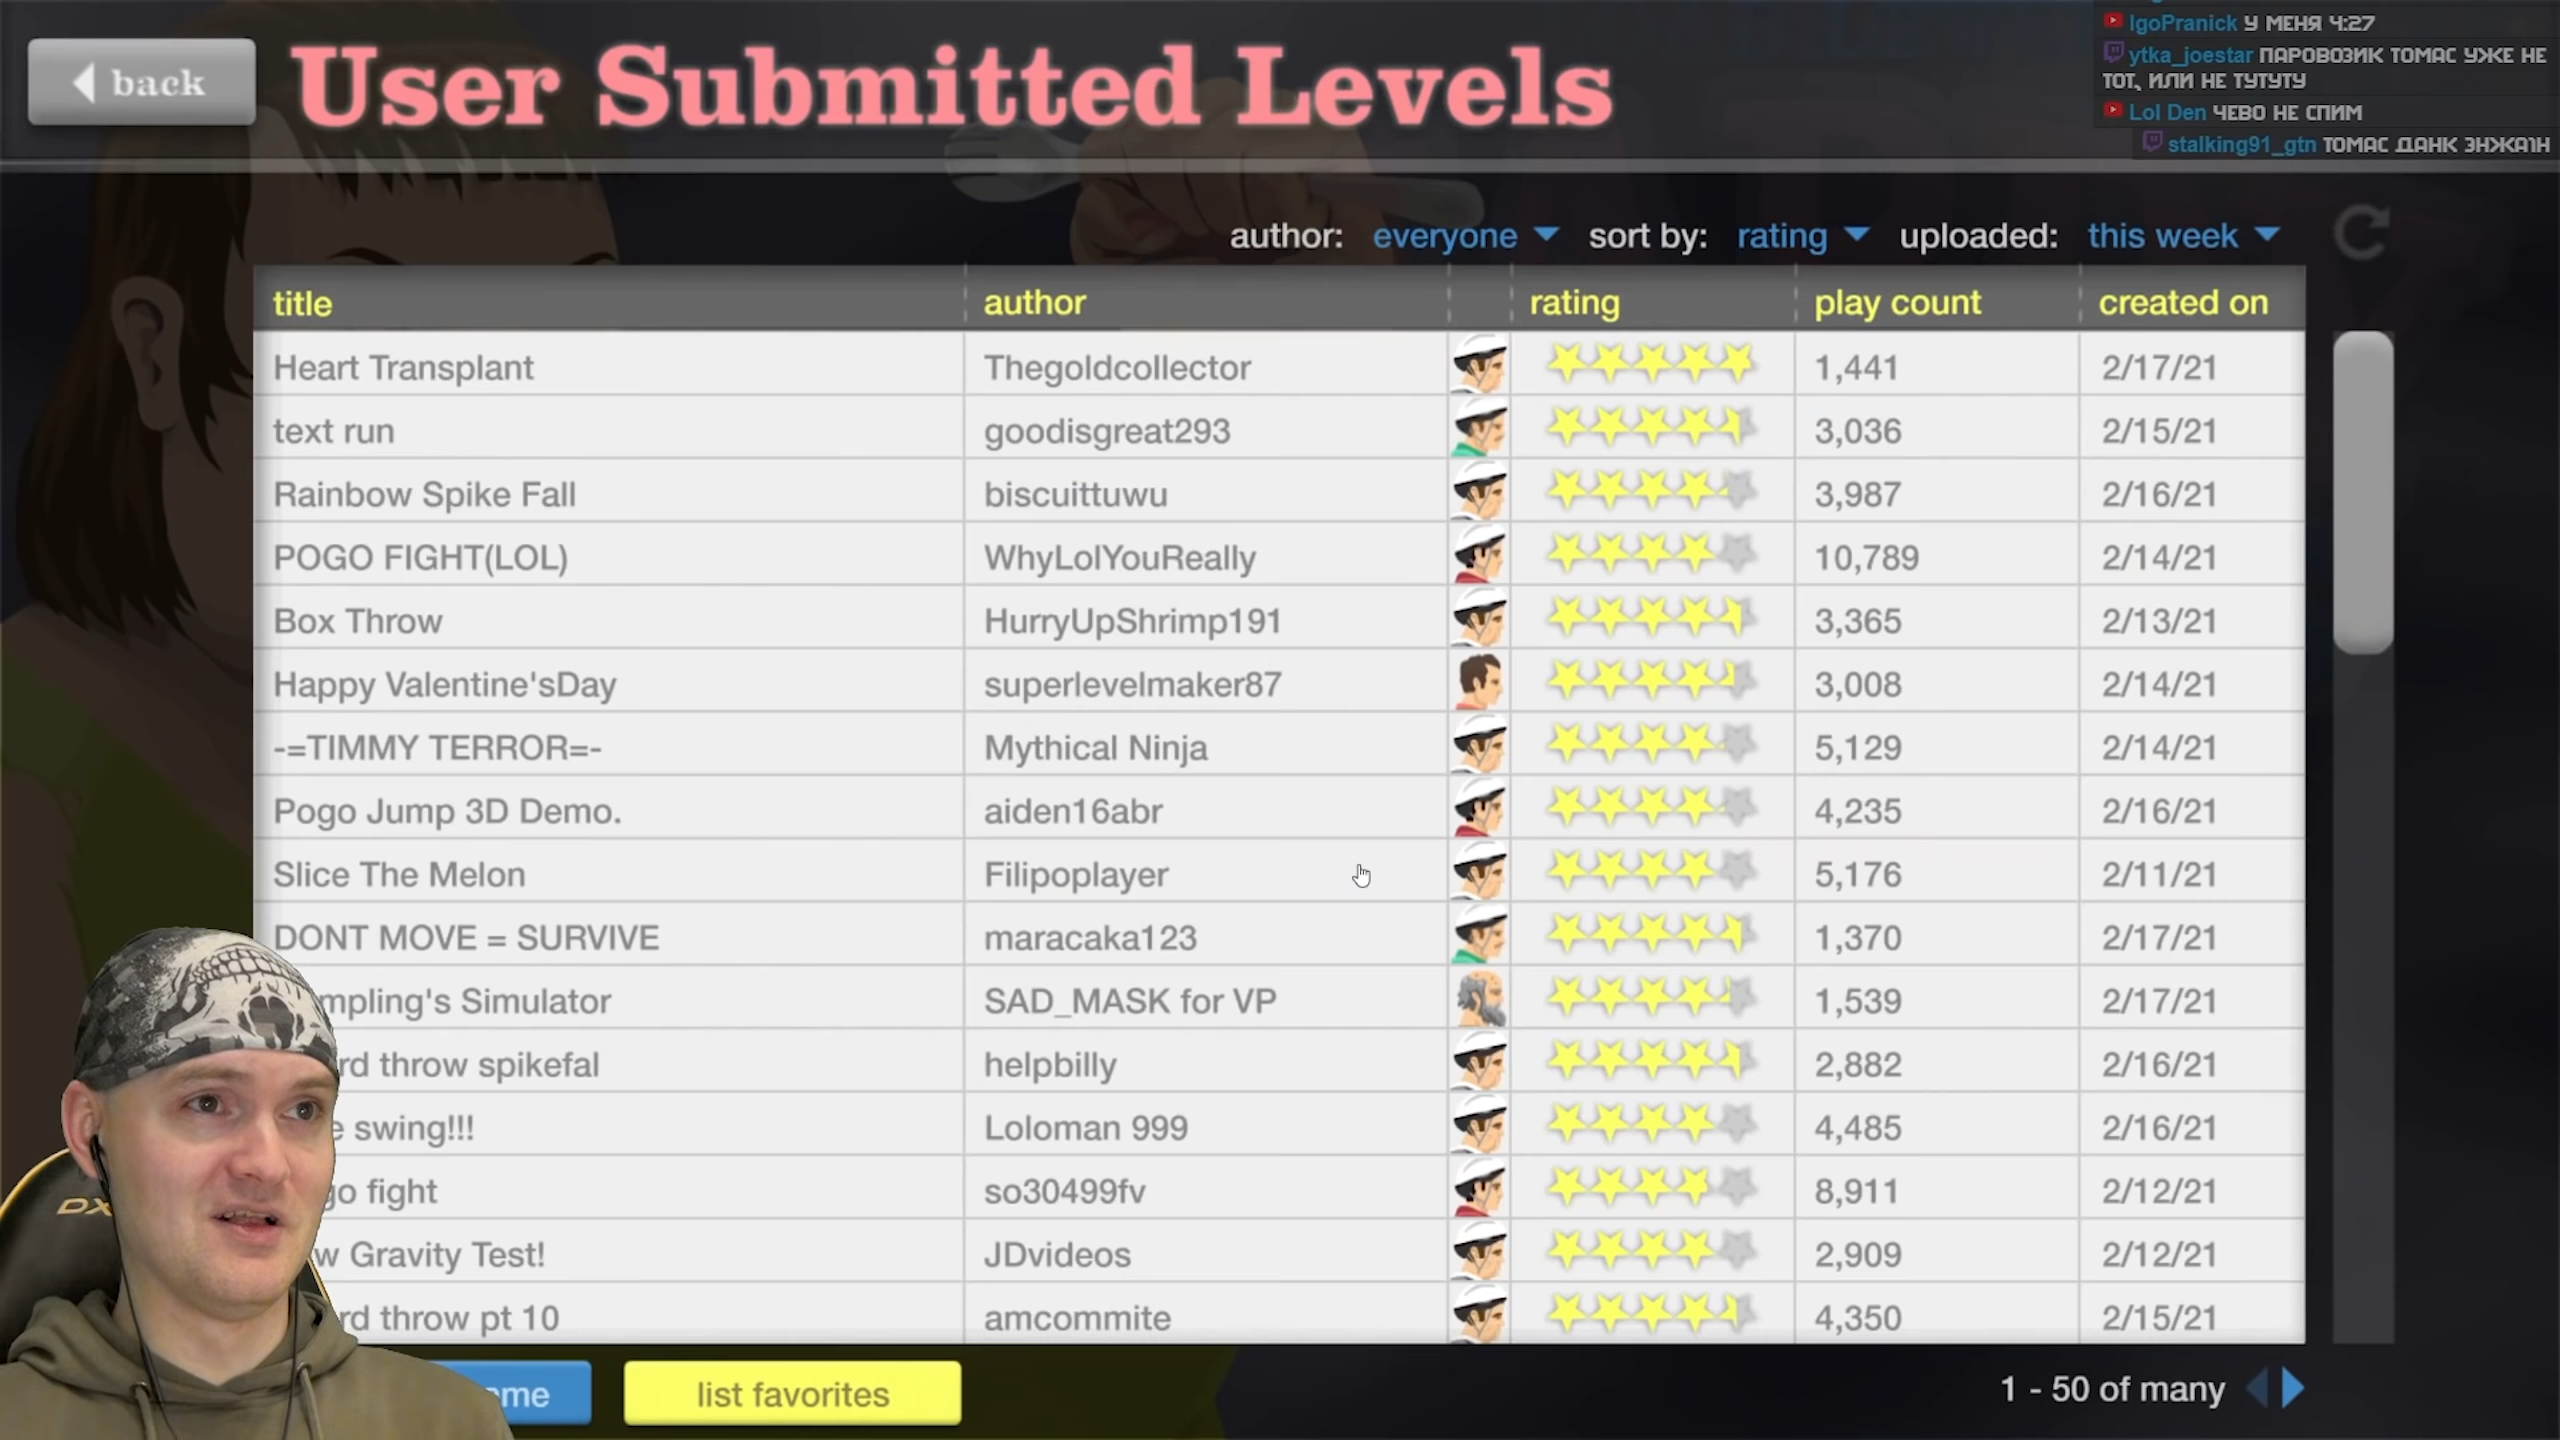 IgoPranick У МЕНЯ 4:27
ytka_joestar ПАРОВОЗИК ТОМАС УЖЕ НЕ
ТОТ, ИЛИ НЕ ТУТУТУ
Lol Den ЧЕВО НЕ СПИМ
stalking91_gtn ТОМАС ДАНК ЭНЖАІН
back
User Submitted Levels
author: everyone sort by: rating uploaded: this week
title author rating play count created on
Heart Transplant Thegoldcollector 1,441 2/17/21
text run goodisgreat293 3,036 2/15/21
Rainbow Spike Fall biscuittuwu 3,987 2/16/21
POGO FIGHT(LOL) WhyLolYouReally 10,789 2/14/21
Box Throw HurryUpShrimp191 3,365 2/13/21
Happy Valentine'sDay superlevelmaker87 3,008 2/14/21
-=TIMMY TERROR=- Mythical Ninja 5,129 2/14/21
Pogo Jump 3D Demo. aiden16abr 4,235 2/16/21
Slice The Melon Filipoplayer 5,176 2/11/21
DONT MOVE = SURVIVE maracaka123 1,370 2/17/21
mpling's Simulator SAD_MASK for VP 1,539 2/17/21
rd throw spikefal helpbilly 2,882 2/16/21
e swing!!! Loloman 999 4,485 2/16/21
go fight so30499fv 8,911 2/12/21
w Gravity Test! JDvideos 2,909 2/12/21
rd throw pt 10 amcommite 4,350 2/15/21
me list favorites 1 - 50 of many
DX